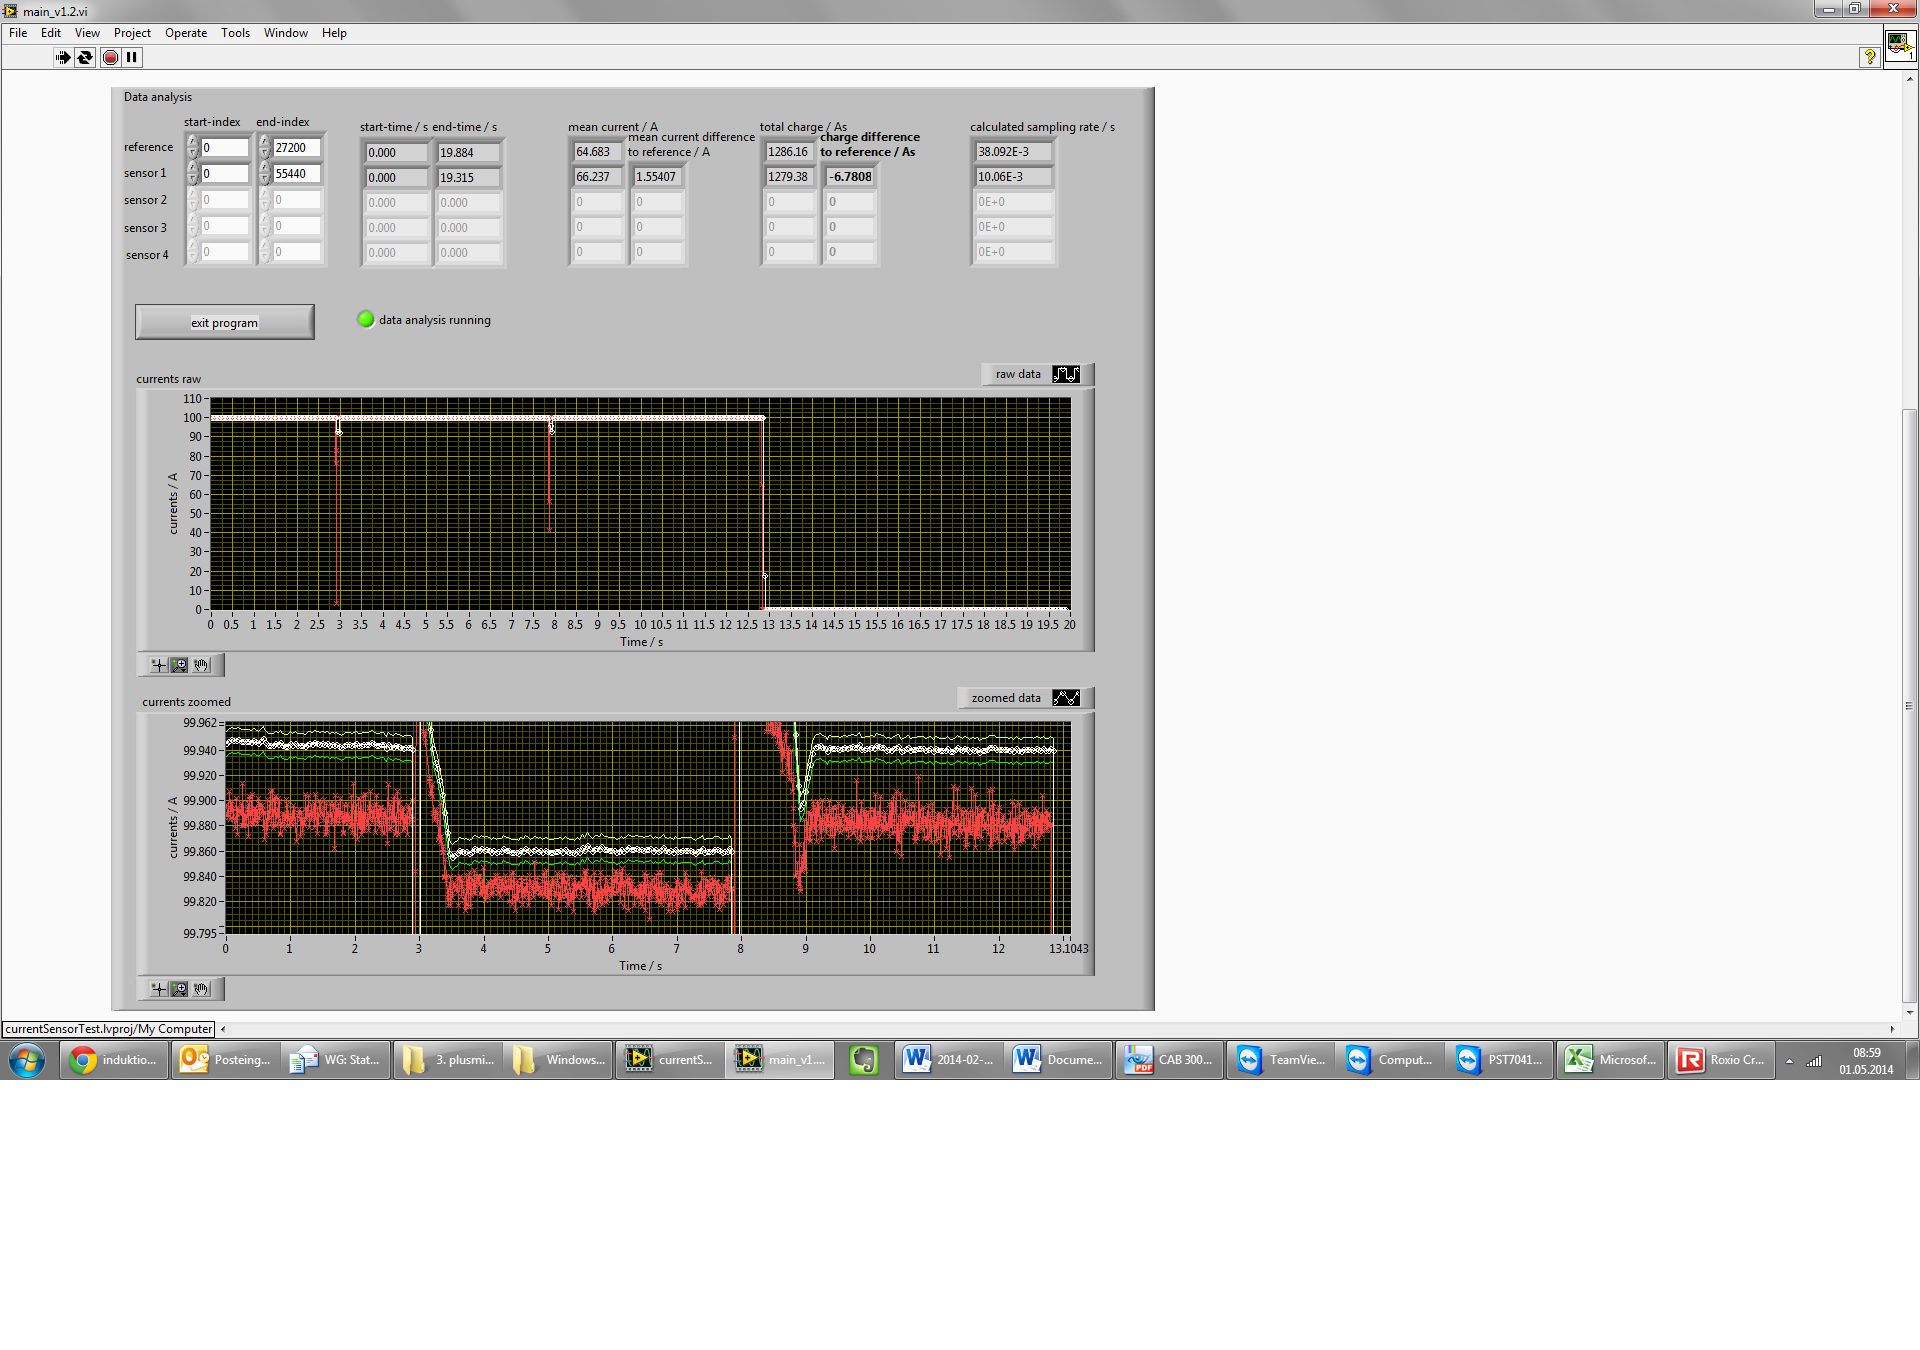 main_v1.2.vi
File Edit View Project Operate Tools Window Help
Data analysis
start-index end-index start-time / s end-time / s mean current / A mean current difference to reference / A total charge / As charge difference to reference / As calculated sampling rate / s
reference 0 27200 0.000 19.884 64.683 1286.16 38.092E-3
sensor 1 0 55440 0.000 19.315 66.237 1.55407 1279.38 -6.7808 10.06E-3
sensor 2 0 0 0.000 0.000 0 0 0 0 0E+0
sensor 3 0 0 0.000 0.000 0 0 0 0 0E+0
sensor 4 0 0 0.000 0.000 0 0 0 0 0E+0
exit program
data analysis running
currents raw
raw data
currents / A
110
100
90
80
70
60
50
40
30
20
10
0
0 0.5 1 1.5 2 2.5 3 3.5 4 4.5 5 5.5 6 6.5 7 7.5 8 8.5 9 9.5 10 10.5 11 11.5 12 12.5 13 13.5 14 14.5 15 15.5 16 16.5 17 17.5 18 18.5 19 19.5 20
Time / s
currents zoomed
zoomed data
currents / A
99.962
99.940
99.920
99.900
99.880
99.860
99.840
99.820
99.795
0 1 2 3 4 5 6 7 8 9 10 11 12 13.1043
Time / s
currentSensorTest.lvproj/My Computer
induktio... Posteing... WG: Stat... 3. plusmi... Windows... currentS... main_v1.... 2014-02-... Docume... CAB 300... TeamVie... Comput... PST7041... Microsof... Roxio Cr...
08:59
01.05.2014